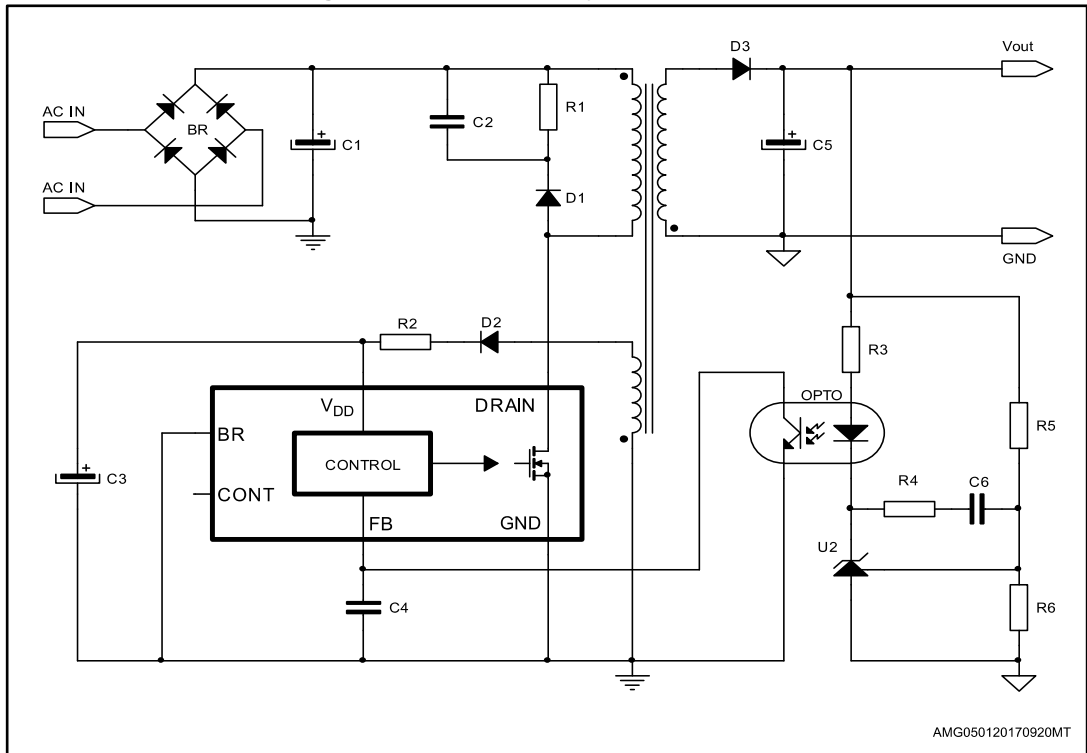 D3
Vout
AC IN
BR
C1
C2
R1
D1
C5
AC IN
GND
R2
D2
R3
OPTO
VDD
DRAIN
BR
CONTROL
R5
C3
CONT
R4
C6
FB
GND
U2
C4
R6
AMG050120170920MT